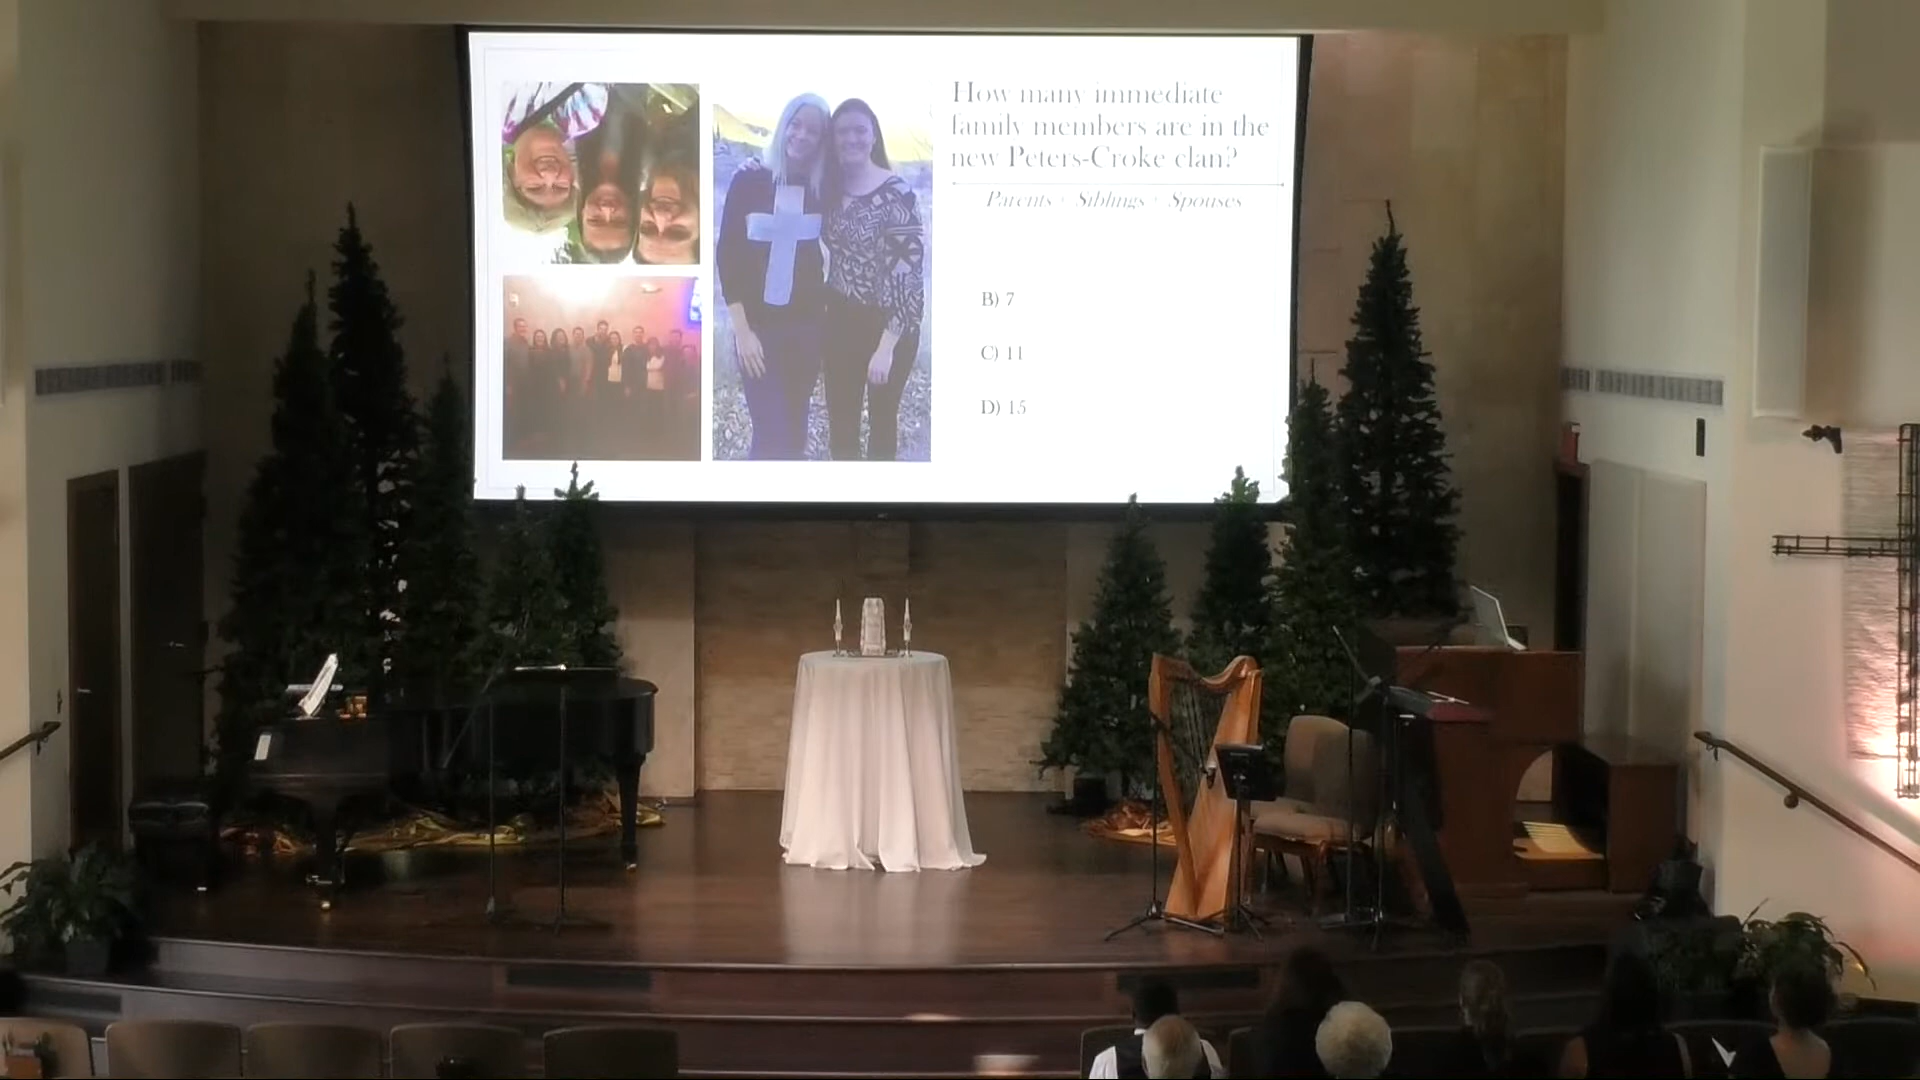 How many immediate
family members are in the
new Peters-Croke clan?
Parents + Siblings + Spouses
B) 7
C) 11
D) 15